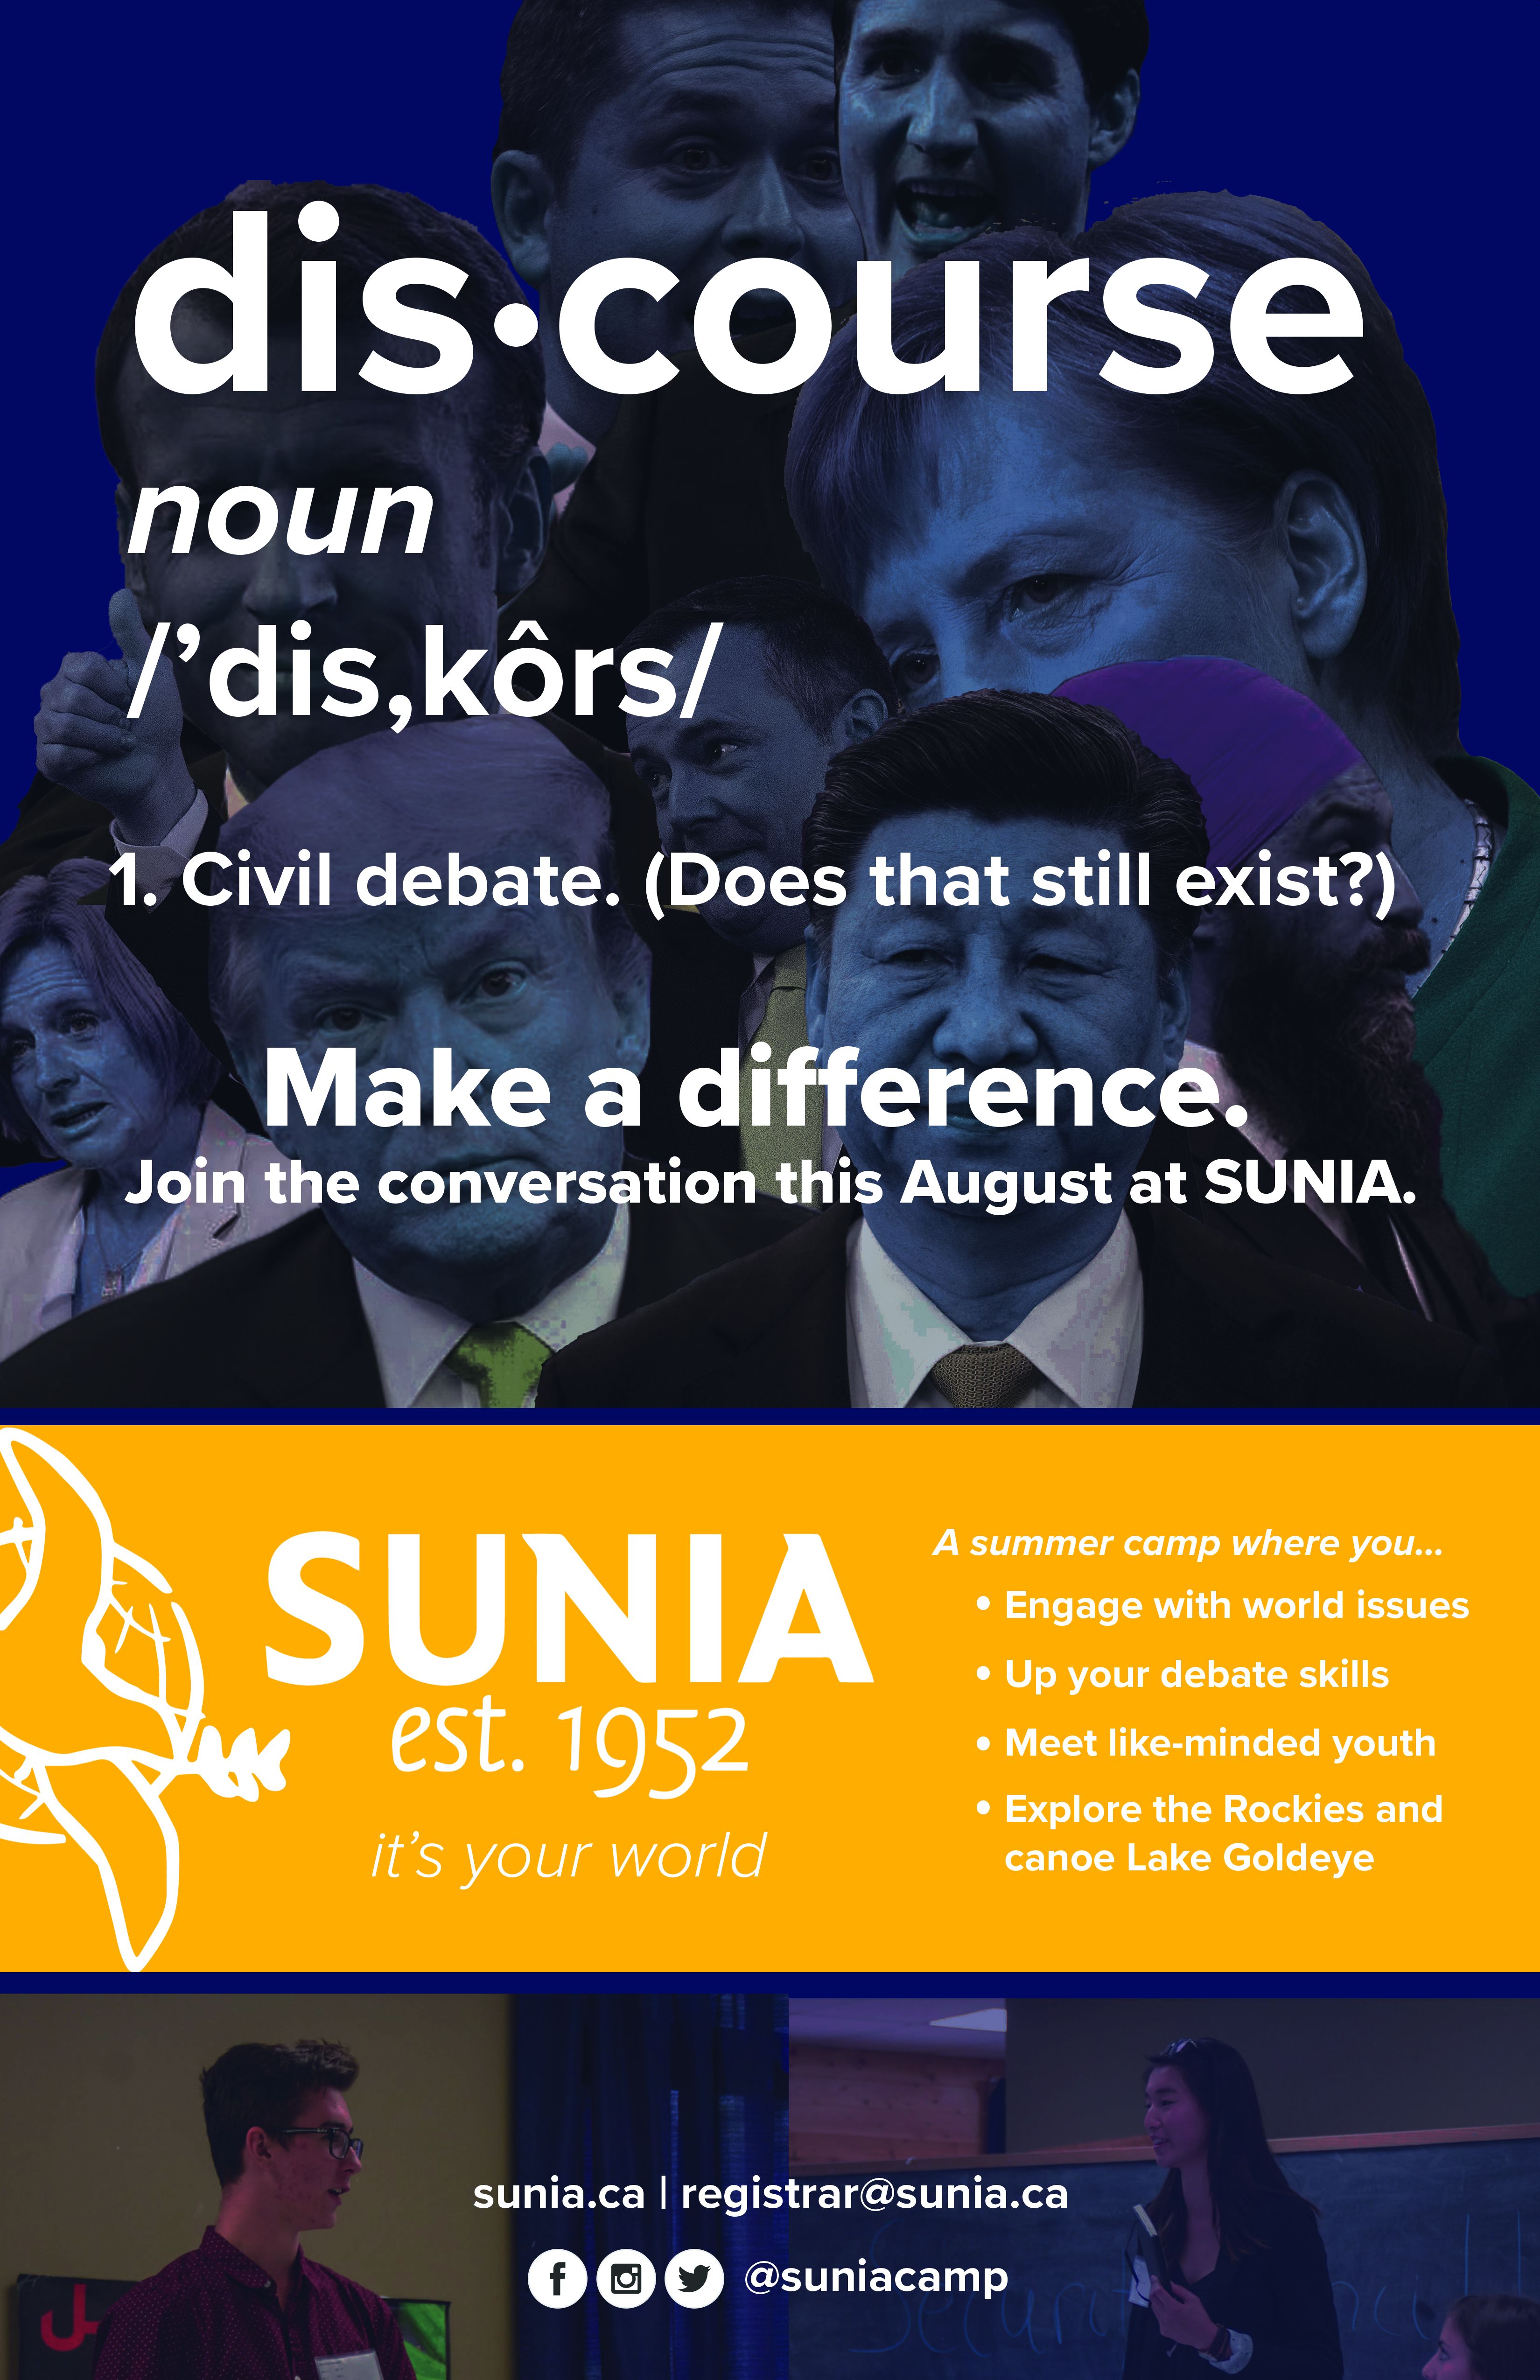 dis·course
noun
/’dis,kôrs/
1. Civil debate. (Does that still exist?)
Make a difference.
Join the conversation this August at SUNIA.
SUNIA
est. 1952
it’s your world
A summer camp where you...
• Engage with world issues
• Up your debate skills
• Meet like-minded youth
• Explore the Rockies and
canoe Lake Goldeye
sunia.ca | registrar@sunia.ca
@suniacamp